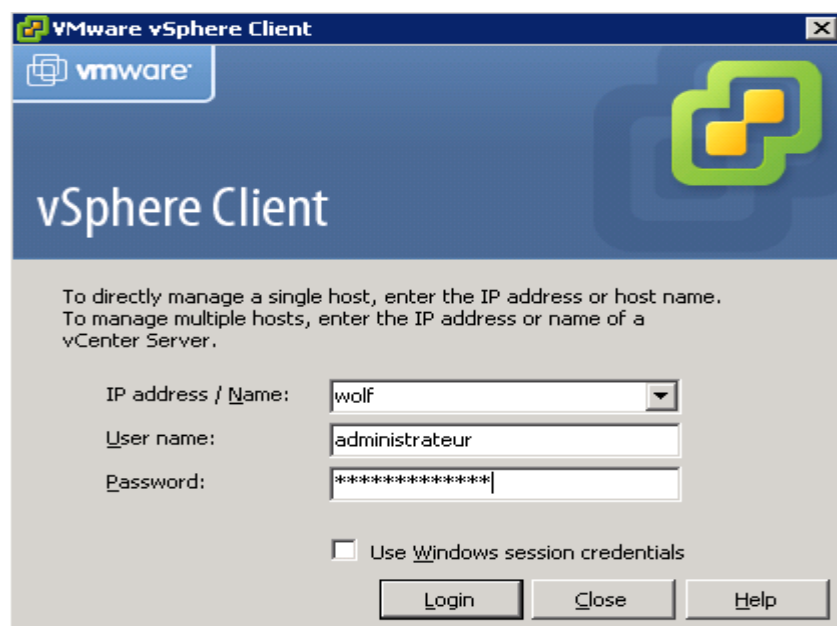 VMware vSphere Client
vmware
vSphere Client
To directly manage a single host, enter the IP address or host name.
To manage multiple hosts, enter the IP address or name of a
vCenter Server.
IP address / Name: wolf
User name: administrateur
Password: *************
Use Windows session credentials
Login Close Help